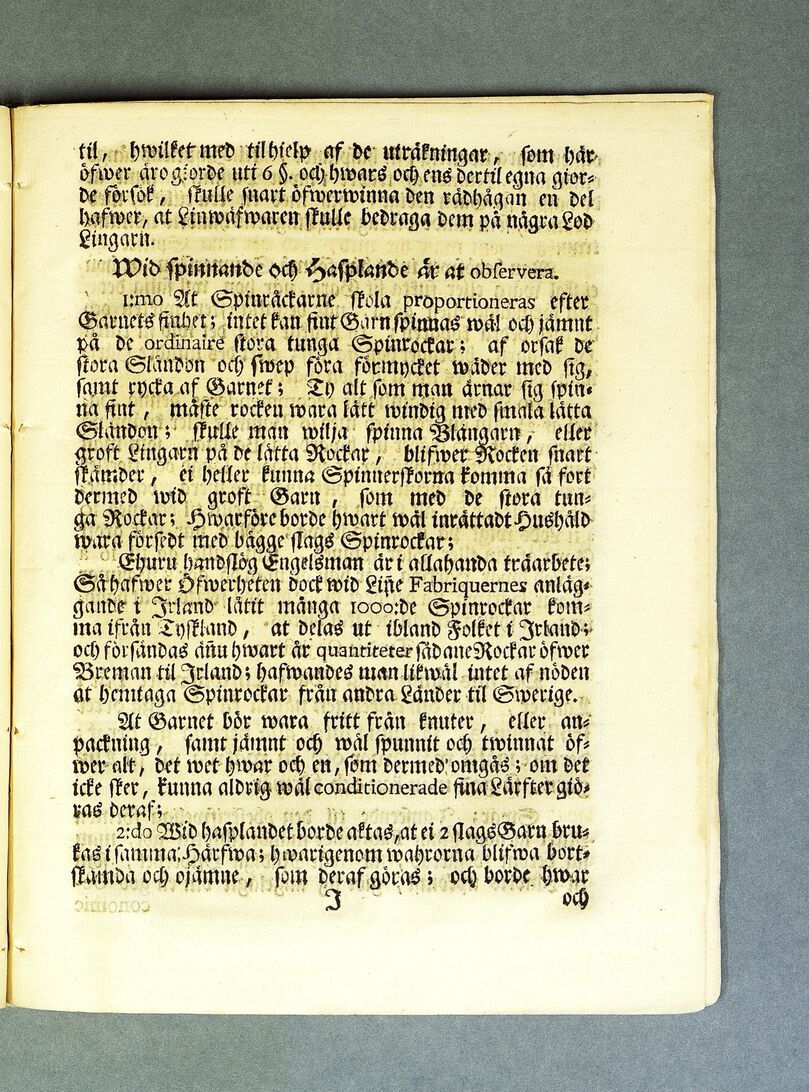 til, hwilket med tilhielp af de uträkningar, som här
öfwer äro giorde uti 6 §. och hwars och ens dertil egna gior-
de försök, skulle snart öfwerwinna den rädhågan en del
hafwer, at Linwäfwaren skulle bedraga dem på några Lod
Lingarn.
Wid spinnande och Hasplande är at observera.
1:mo At Spinråckarne skola proportioneras efter
Garnets finhet; intet kan fint Garn spinnas wäl och jämnt
på de ordinaire stora tunga Spinrockar; af orsak de
stora Sländon och swep föra förmycket wäder med sig,
samt rycka af Garnet; Ty alt som man ärnar sig spin-
na fint, måste rocken wara lätt windig med smala lätta
Sländon; skulle man wilja spinna Blångarn, eller
groft Lingarn på de lätta Rockar, blifwer Rocken snart
skämder, ei heller kunna Spinnerskorna komma så fort
dermed wid groft Garn, som med de stora tun-
ga Rockar; Hwarföre borde hwart wäl inrättadt Hushåld
wara försedt med bägge slags Spinrockar;
Ehuru handslög Engelsman är i allahanda träarbete;
Så hafwer Öfwerheten dock wid Liñe Fabriquernes anläg-
gande i Irland låtit många 1000:de Spinrockar kom-
ma ifrån Tyskland, at delas ut ibland Folket i Irland;
och försändas äñu hwart år quantiteter sådane Rockar öfwer
Breman til Irland; hafwandes man likwäl intet af nöden
at hemtaga Spinrockar från andra Länder til Swerige.
At Garnet bör wara fritt från knuter, eller an-
packning, samt jämnt och wäl spunnit och twinnat öf-
wer alt, det wet hwar och en, som dermed omgås; om det
icke sker, kunna aldrig wäl conditionerade fina Lärfter giö-
ras deraf;
2:do Wid hasplandet borde aktas, at ei 2 slags Garn bru-
kas i samma Härfwa; hwarigenom wahrorna blifwa bort-
skämda och ojämne, som deraf göras; och borde hwar
I och